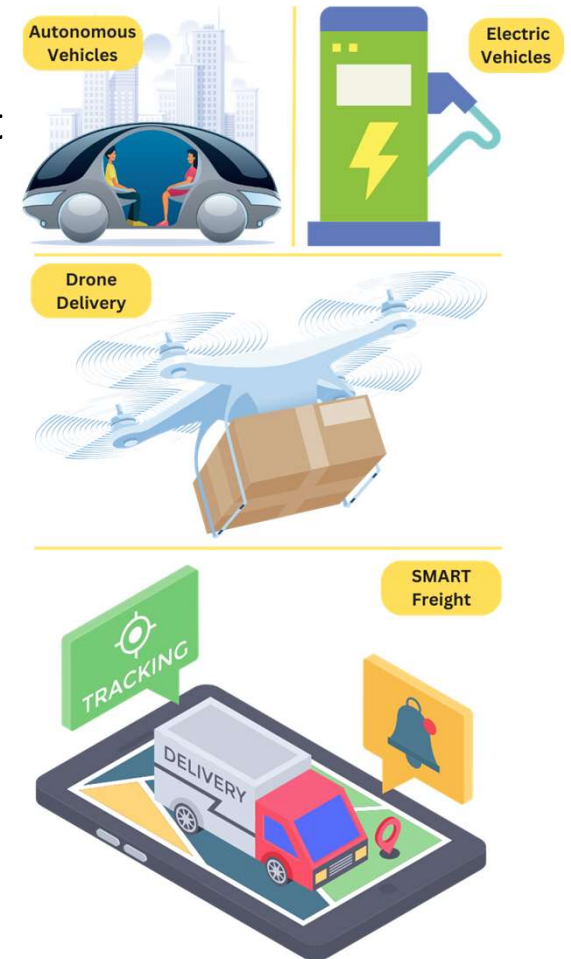 Autonomous
Vehicles
Electric
Vehicles
Drone
Delivery
SMART
Freight
TRACKING
DELIVERY